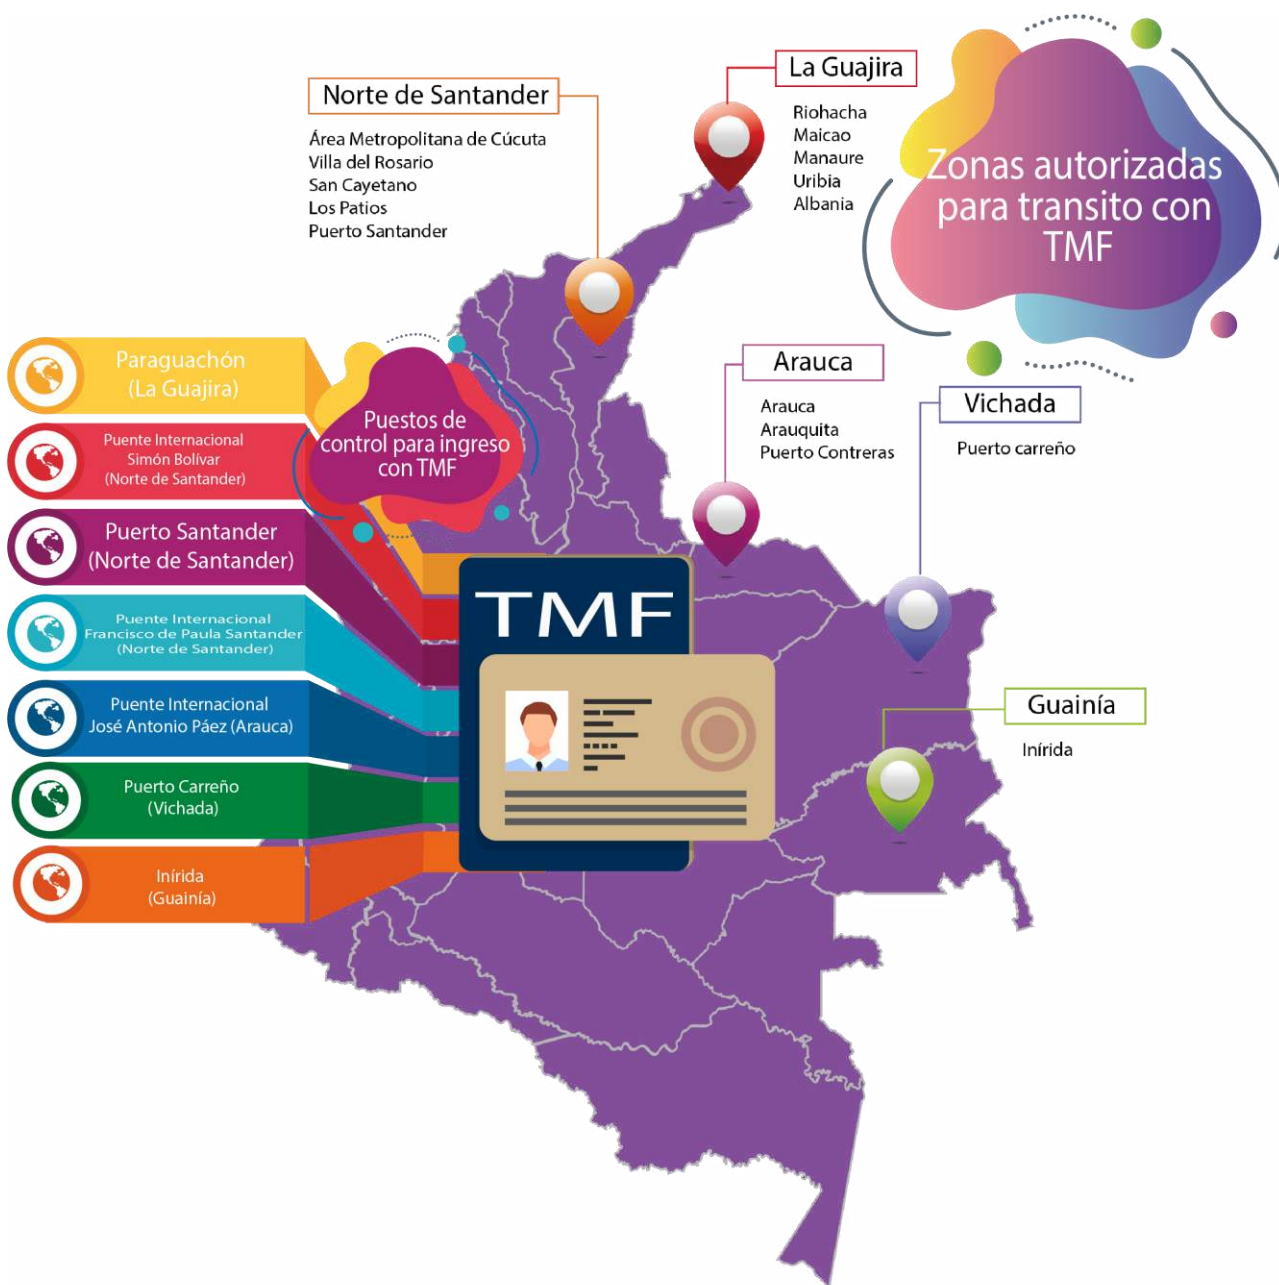 Norte de Santander
Área Metropolitana de Cúcuta
Villa del Rosario
San Cayetano
Los Patios
Puerto Santander
La Guajira
Riohacha
Maicao
Manaure
Uribia
Albania
Zonas autorizadas
para transito con
TMF
Arauca
Arauca
Arauquita
Puerto Contreras
Vichada
Puerto carreño
Guainía
Inírida
Puestos de
control para ingreso
con TMF
Paraguachón
(La Guajira)
Puente Internacional
Simón Bolívar
(Norte de Santander)
Puerto Santander
(Norte de Santander)
Puente Internacional
Francisco de Paula Santander
(Norte de Santander)
Puente Internacional
José Antonio Páez (Arauca)
Puerto Carreño
(Vichada)
Inírida
(Guainía)
TMF